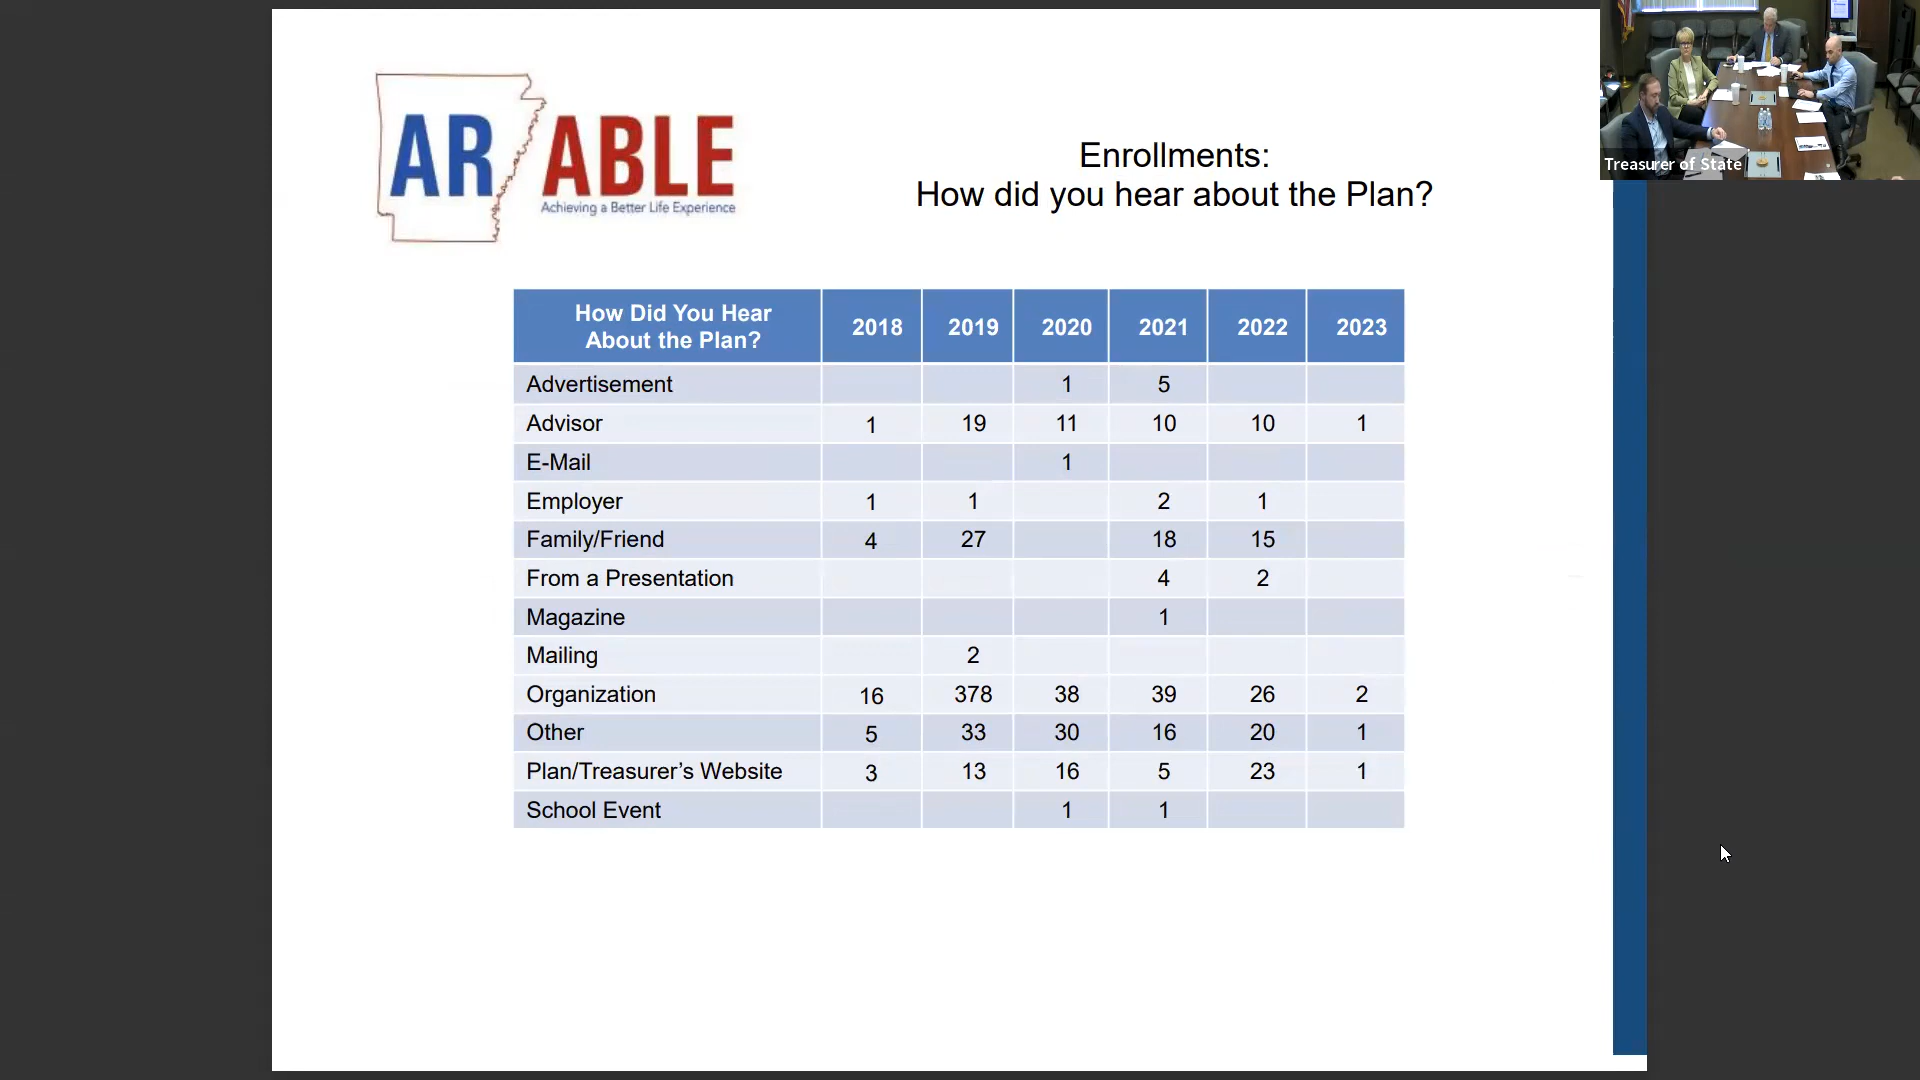 AR ABLE
Achieving a Better Life Experience
Enrollments:
How did you hear about the Plan?
Treasurer of State
How Did You Hear About the Plan? 2018 2019 2020 2021 2022 2023
Advertisement 1 5
Advisor 1 19 11 10 10 1
E-Mail 1
Employer 1 1 2 1
Family/Friend 4 27 18 15
From a Presentation 4 2
Magazine 1
Mailing 2
Organization 16 378 38 39 26 2
Other 5 33 30 16 20 1
Plan/Treasurer’s Website 3 13 16 5 23 1
School Event 1 1